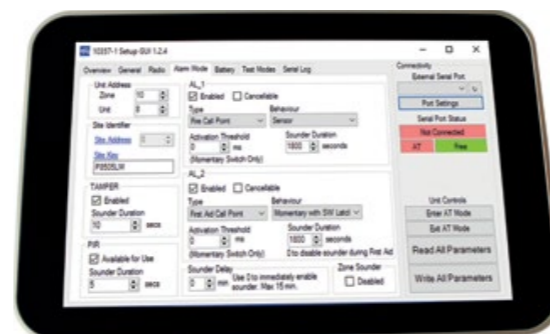 10357-1 Setup GUI 1.2.4
Overview General Radio Alarm Mode Battery Test Modes Serial Log
Unit Address
Zone 10
Unit 8
Site Identifier
Site Address
Site Key
P8505LW
TAMPER
Enabled
Sounder Duration
10 secs
PIR
Available for Use
Sounder Duration
5 secs
AL_1
Enabled Cancellable
Type Behaviour
Fire Call Point Sensor
Activation Threshold Sounder Duration
0 ms 1800 seconds
(Momentary Switch Only)
AL_2
Enabled Cancellable
Type Behaviour
First Aid Call Point Momentary with SW Latch
Activation Threshold Sounder Duration
0 ms 1800 seconds
(Momentary Switch Only) 0 to disable sounder during First Aid
Sounder Delay
0 min Use 0 to immediately enable
sounder. Max 15 min.
Zone Sounder
Disabled
Connectivity
External Serial Port
Port Settings
Serial Port Status
Not Connected
AT Free
Unit Controls
Enter AT Mode
Exit AT Mode
Read All Parameters
Write All Parameters